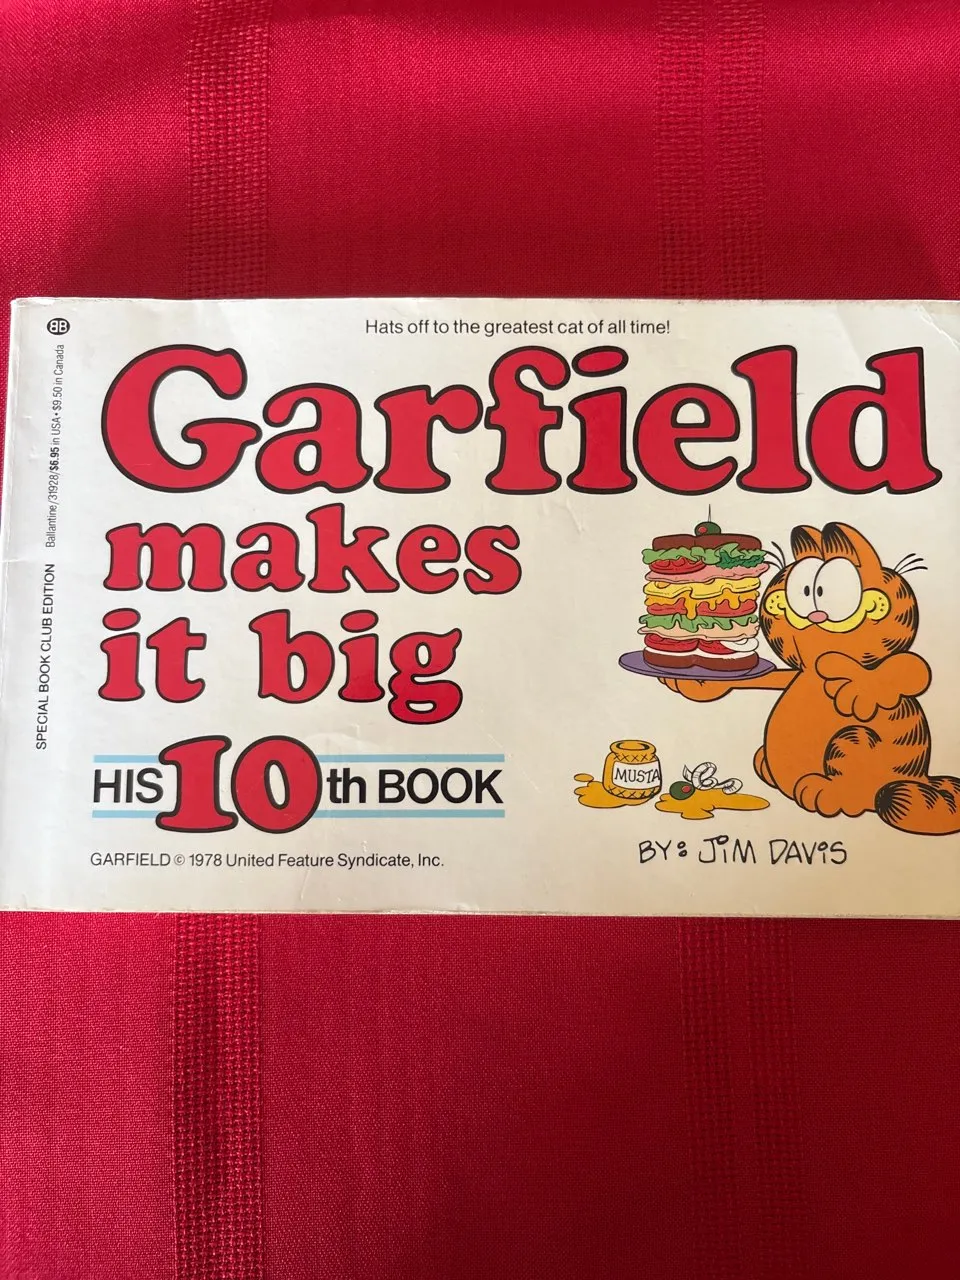 BB
Hats off to the greatest cat of all time!
Garfield
makes
it big
HIS 10th BOOK
GARFIELD © 1978 United Feature Syndicate, Inc.
MUSTA
BY: JIM DAVIS
SPECIAL BOOK CLUB EDITION Ballantine/31928/$6.95 in USA • $9.50 in Canada